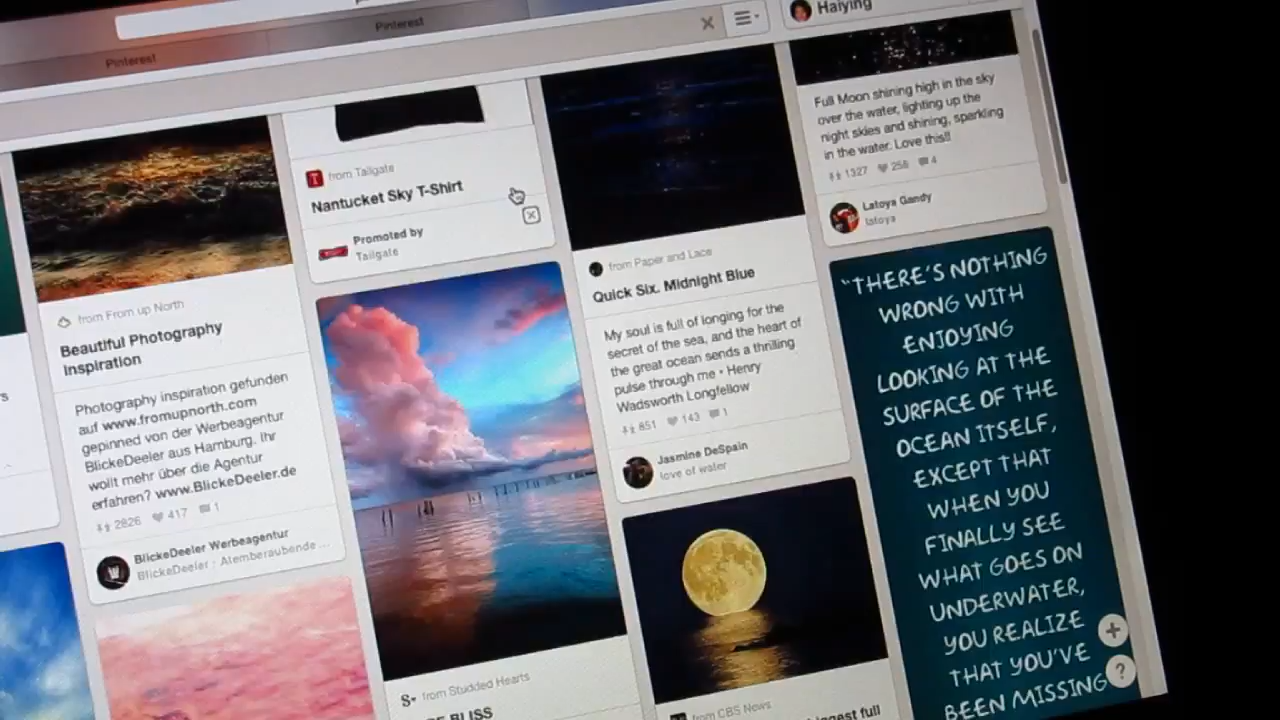 Pinterest
Pinterest
Haiying
from From up North
Beautiful Photography
Inspiration
Photography inspiration gefunden
auf www.fromupnorth.com
gepinned von der Werbeagentur
BlickeDeeler aus Hamburg. Ihr
wollt mehr über die Agentur
erfahren? www.BlickeDeeler.de
2826 417 1
BlickeDeeler Werbeagentur
BlickeDeeler - Atemberaubende ...
from Tailgate
Nantucket Sky T-Shirt
Promoted by
Tailgate
S- from Studded Hearts
BLISS
from Paper and Lace
Quick Six. Midnight Blue
My soul is full of longing for the
secret of the sea, and the heart of
the great ocean sends a thrilling
pulse through me • Henry
Wadsworth Longfellow
851 143 1
Jasmine DeSpain
love of water
from CBS News
biggest full
Full Moon shining high in the sky
over the water, lighting up the
night skies and shining, sparkling
in the water. Love this!!
1327 258 4
Latoya Gandy
latoya
"THERE'S NOTHING
WRONG WITH
ENJOYING
LOOKING AT THE
SURFACE OF THE
OCEAN ITSELF,
EXCEPT THAT
WHEN YOU
FINALLY SEE
WHAT GOES ON
UNDERWATER,
YOU REALIZE
THAT YOU'VE
BEEN MISSING